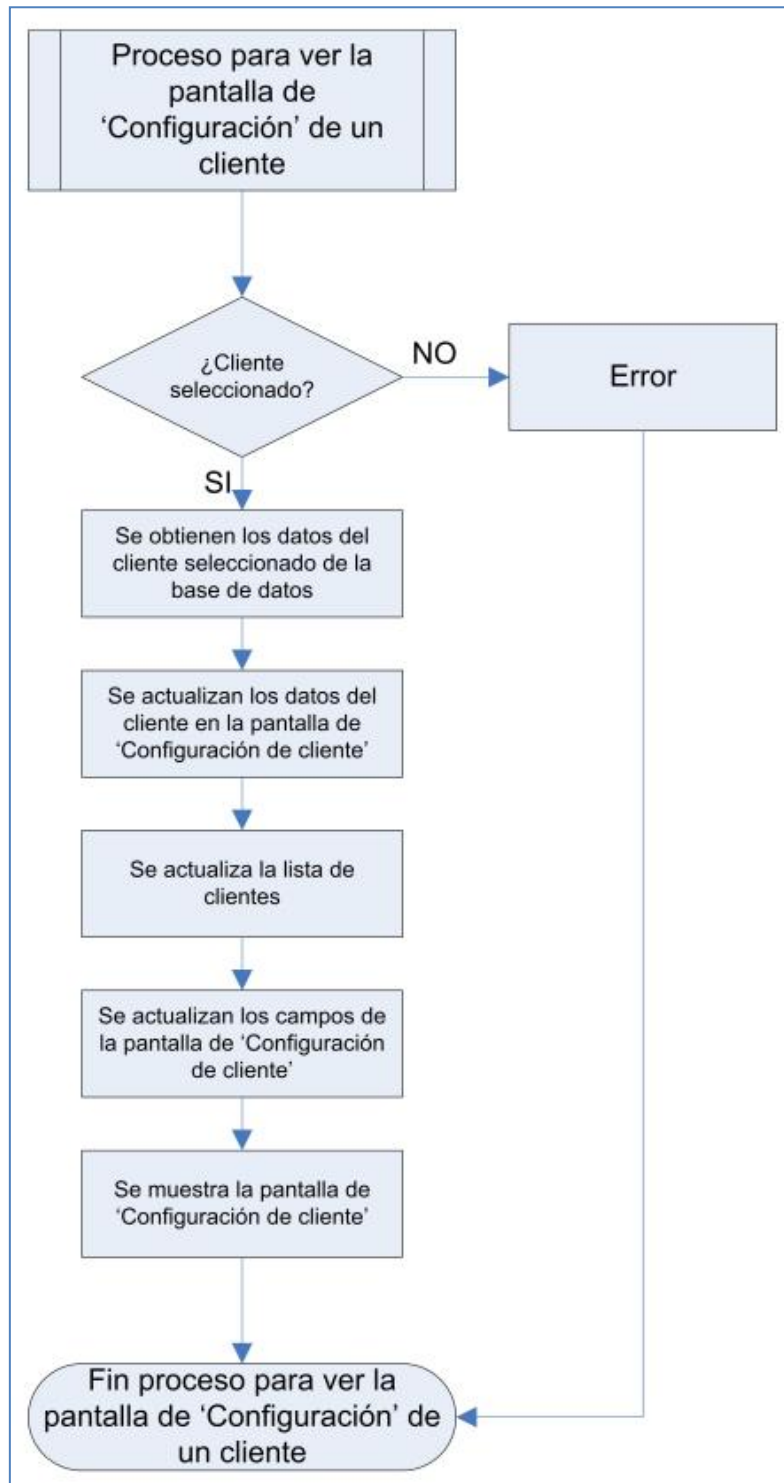 Proceso para ver la
pantalla de
‘Configuración’ de un
cliente
¿Cliente
seleccionado?
NO
Error
SI
Se obtienen los datos del
cliente seleccionado de la
base de datos
Se actualizan los datos del
cliente en la pantalla de
‘Configuración de cliente’
Se actualiza la lista de
clientes
Se actualizan los campos de
la pantalla de ‘Configuración
de cliente’
Se muestra la pantalla de
‘Configuración de cliente’
Fin proceso para ver la
pantalla de ‘Configuración’ de
un cliente